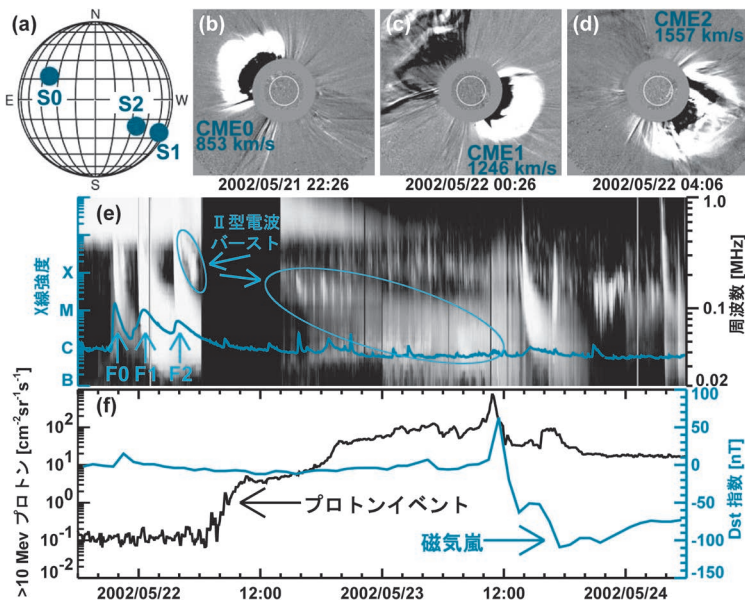 (a)
N
E
W
S
S0
S2
S1
(b)
CME0
853 km/s
2002/05/21 22:26
(c)
CME1
1246 km/s
2002/05/22 00:26
(d)
CME2
1557 km/s
2002/05/22 04:06
(e)
Ⅱ型電波
バースト
X線強度
X
M
C
B
F0
F1
F2
1.0
0.1
0.02
周波数 [MHz]
(f)
>10 Mev プロトン [cm⁻²sr⁻¹s⁻¹]
10²
10¹
10⁰
10⁻¹
10⁻²
プロトンイベント
磁気嵐
100
50
0
-50
-100
-150
Dst 指数 [nT]
2002/05/22
12:00
2002/05/23
12:00
2002/05/24